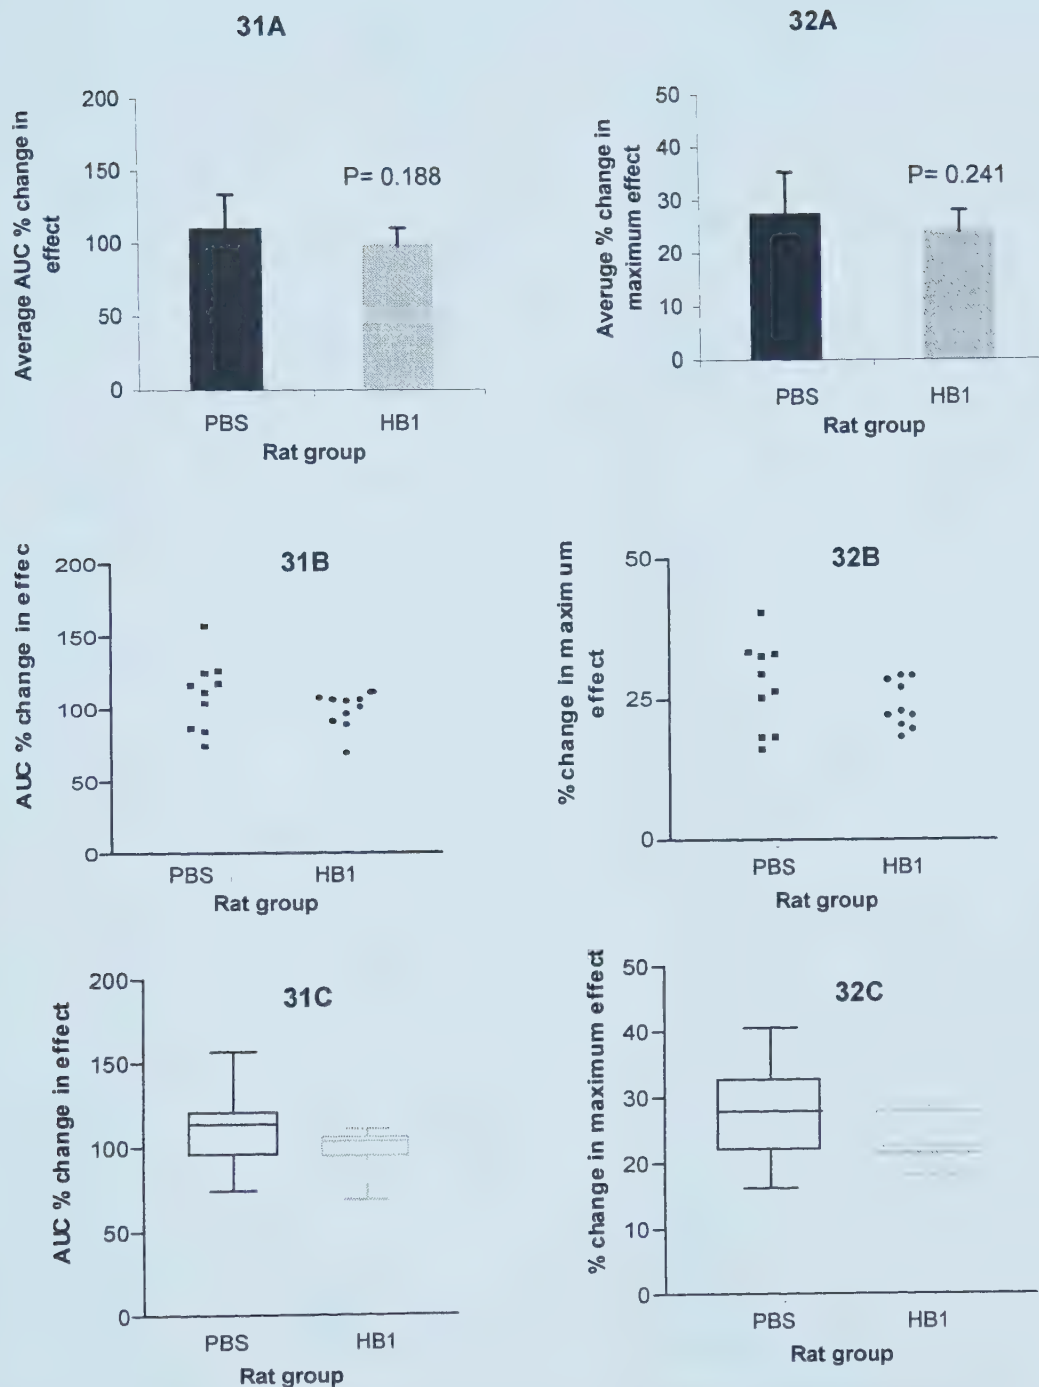 31A
Average AUC % change in
effect
200
150
100
50
0
P= 0.188
PBS
HB1
Rat group
32A
Averuge % change in
maximum effect
50
40
30
20
10
0
P= 0.241
PBS
HB1
Rat group
31B
AUC % change in effec
200
150
100
50
0
PBS
HB1
Rat group
32B
% change in maximum
effect
50
25
0
PBS
HB1
Rat group
31C
AUC % change in effect
200
150
100
50
0
PBS
HB1
Rat group
32C
% change in maximum effect
50
40
30
20
10
0
PBS
HB1
Rat group